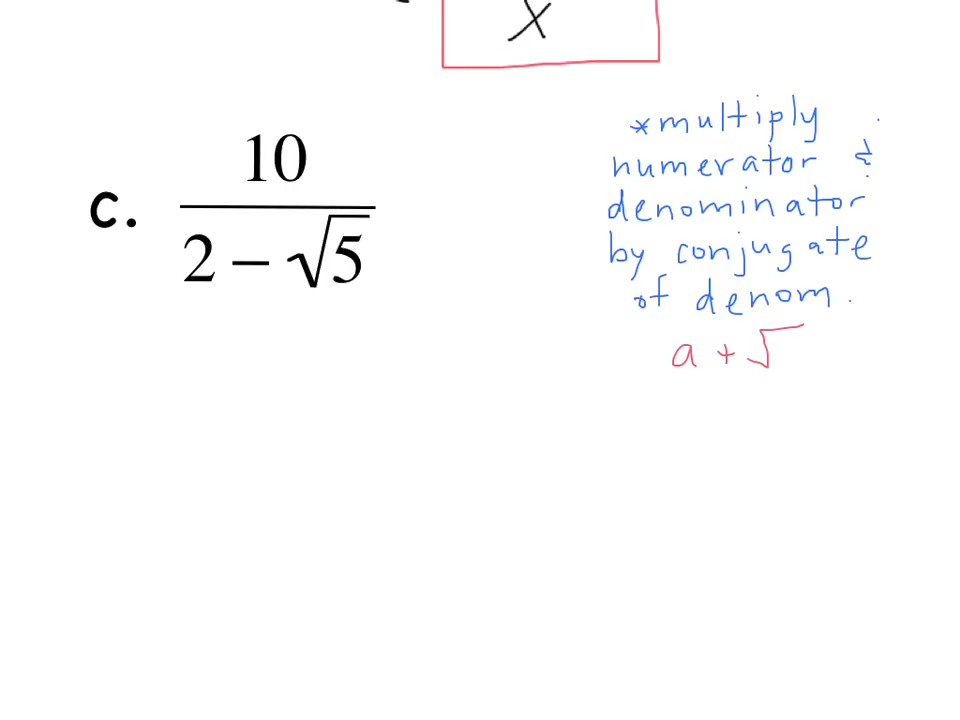 x
*multiply
numerator &
denominator
by conjugate
of denom.
c. 10
2 - √5
a + √